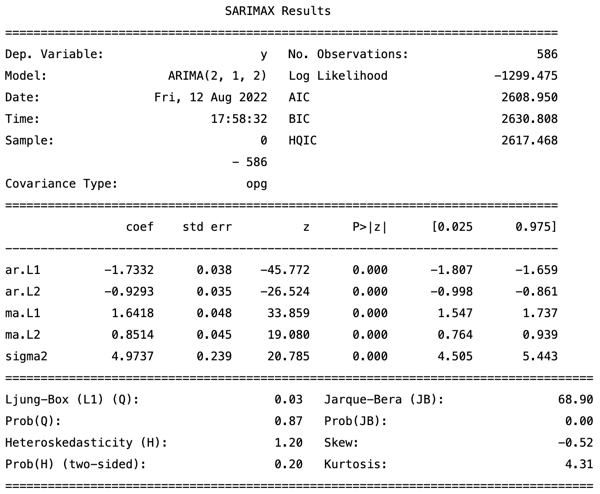 SARIMAX Results
==============================================================================
Dep. Variable:                      y   No. Observations:                  586
Model:                 ARIMA(2, 1, 2)   Log Likelihood               -1299.475
Date:                Fri, 12 Aug 2022   AIC                           2608.950
Time:                        17:58:32   BIC                           2630.808
Sample:                             0   HQIC                          2617.468
                                - 586
Covariance Type:                  opg
==============================================================================
                 coef    std err          z      P>|z|      [0.025      0.975]
------------------------------------------------------------------------------
ar.L1         -1.7332      0.038    -45.772      0.000      -1.807      -1.659
ar.L2         -0.9293      0.035    -26.524      0.000      -0.998      -0.861
ma.L1          1.6418      0.048     33.859      0.000       1.547       1.737
ma.L2          0.8514      0.045     19.080      0.000       0.764       0.939
sigma2         4.9737      0.239     20.785      0.000       4.505       5.443
===================================================================================
Ljung-Box (L1) (Q):                   0.03   Jarque-Bera (JB):                68.90
Prob(Q):                              0.87   Prob(JB):                         0.00
Heteroskedasticity (H):               1.20   Skew:                            -0.52
Prob(H) (two-sided):                  0.20   Kurtosis:                         4.31
===================================================================================